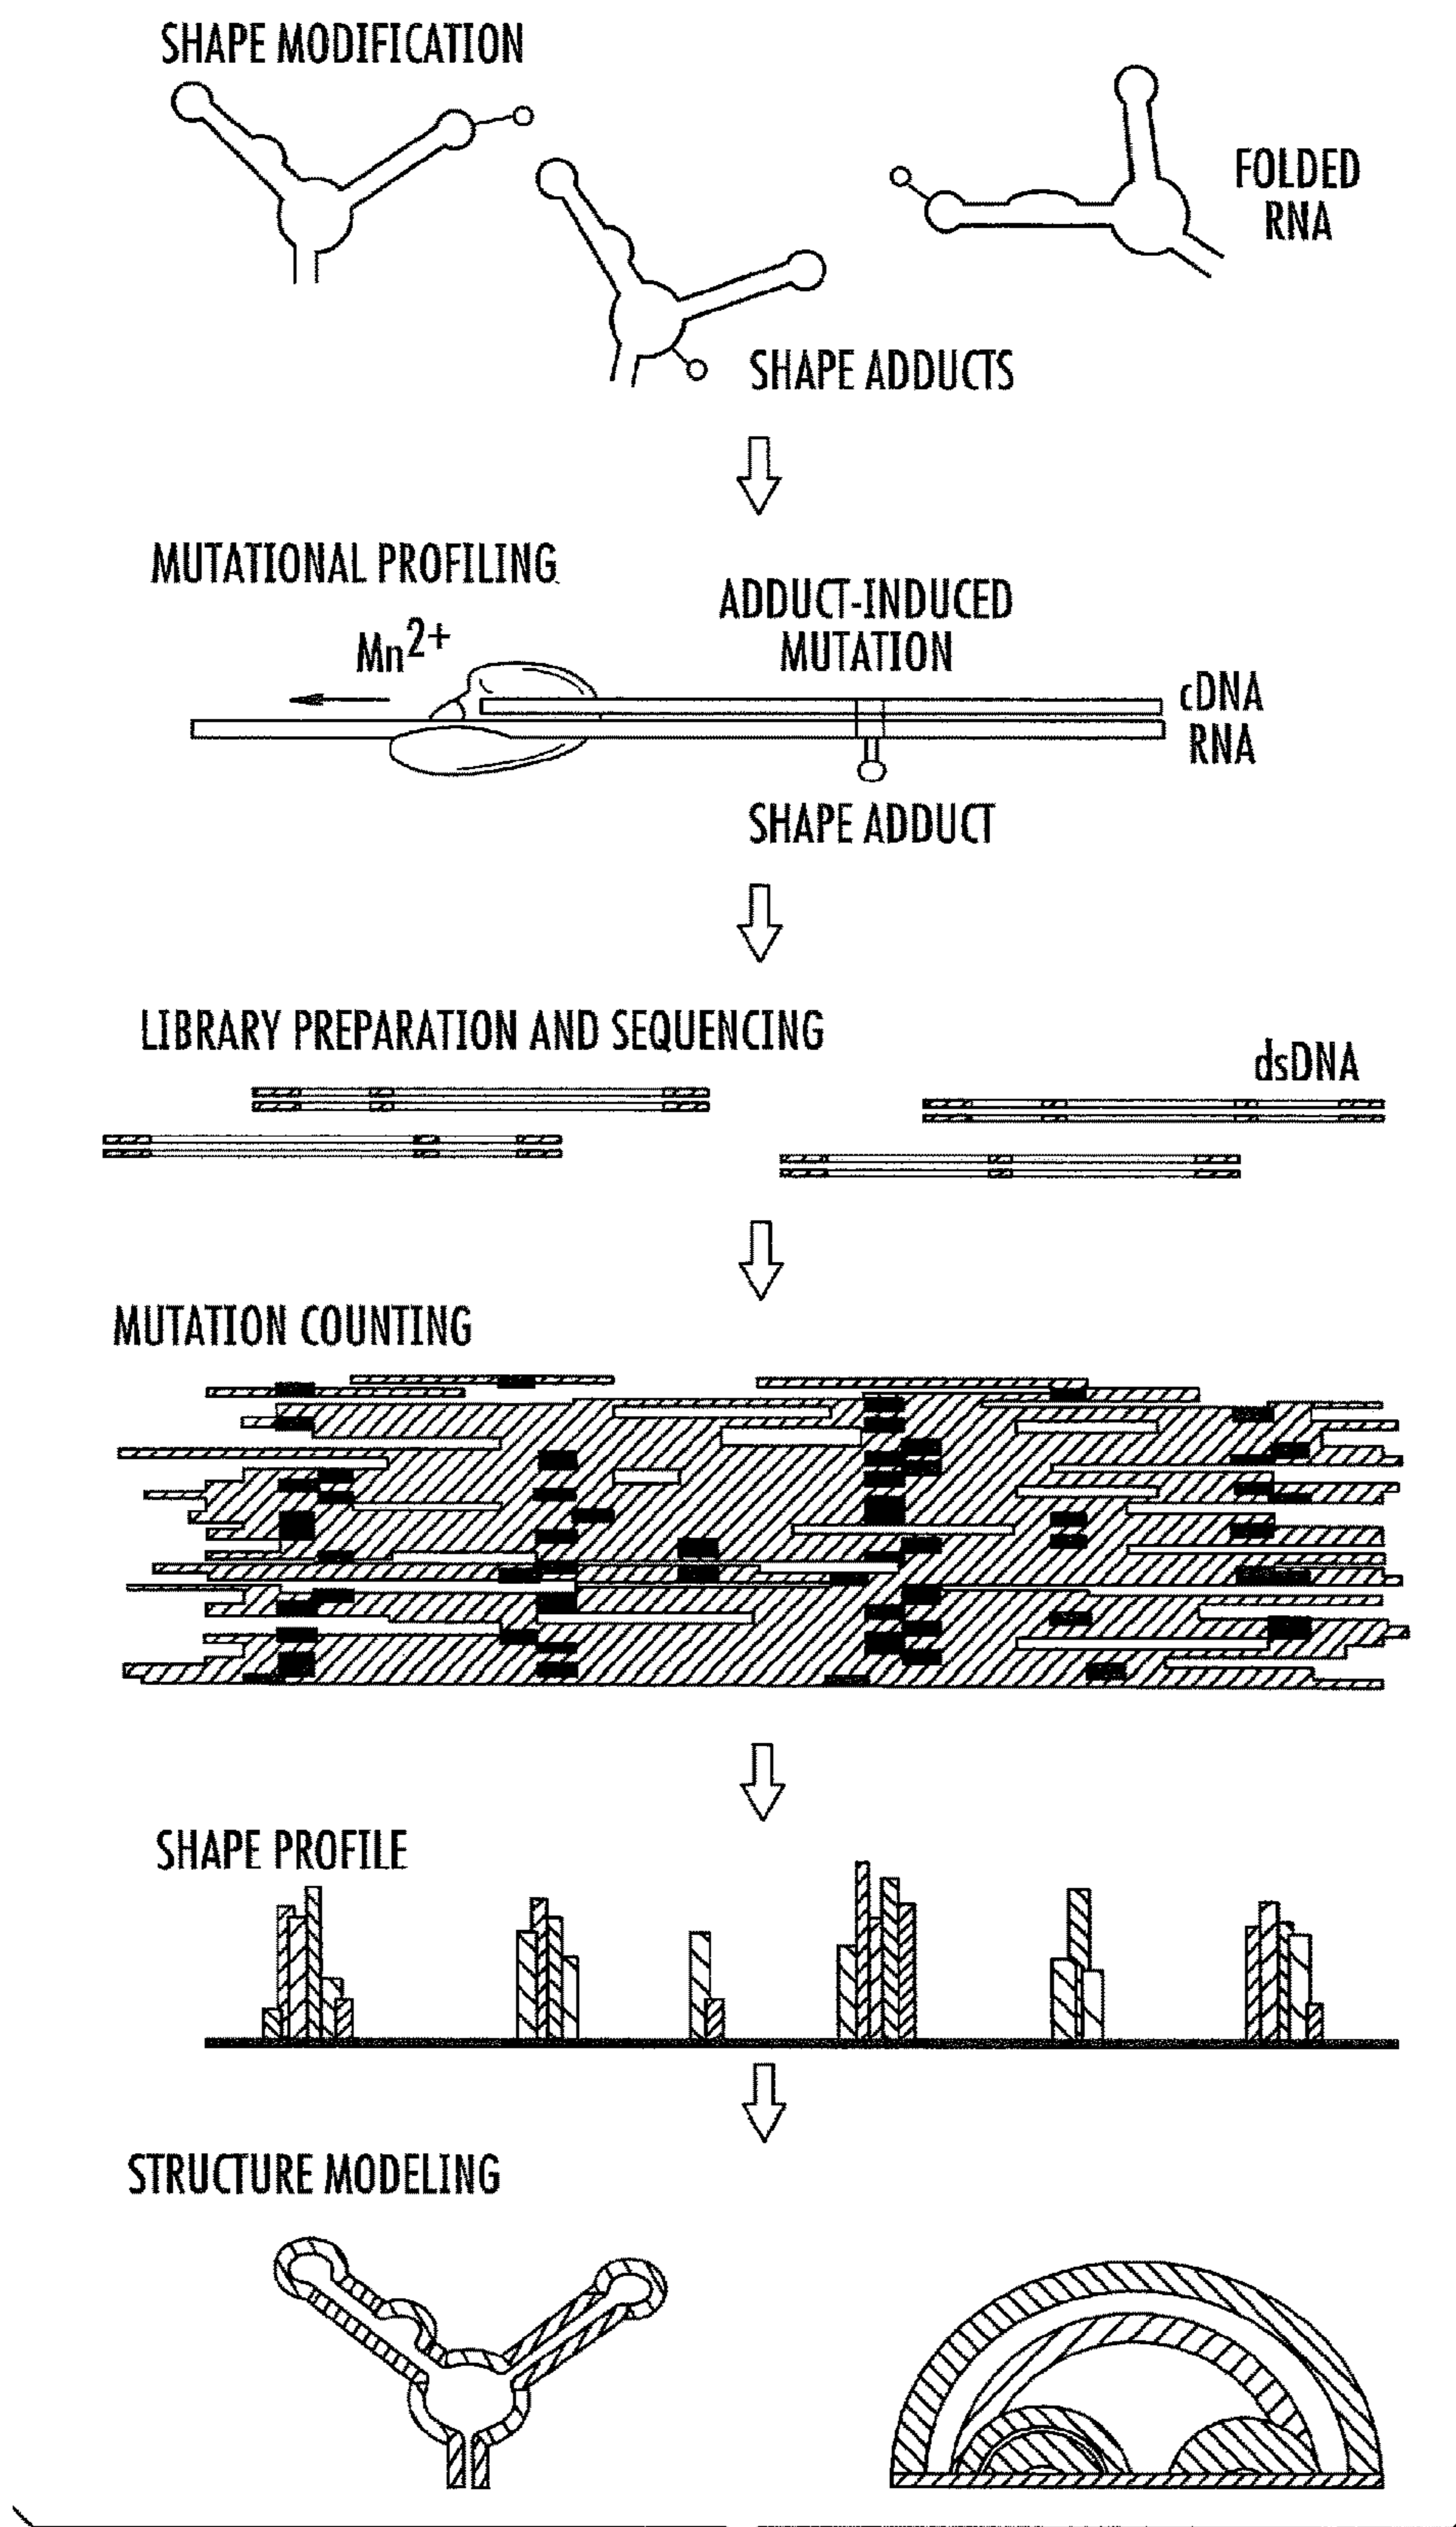 SHAPE MODIFICATION
FOLDED
RNA
SHAPE ADDUCTS
MUTATIONAL PROFILING
ADDUCT-INDUCED
MUTATION
Mn2+
cDNA
RNA
SHAPE ADDUCT
LIBRARY PREPARATION AND SEQUENCING
dsDNA
MUTATION COUNTING
SHAPE PROFILE
STRUCTURE MODELING